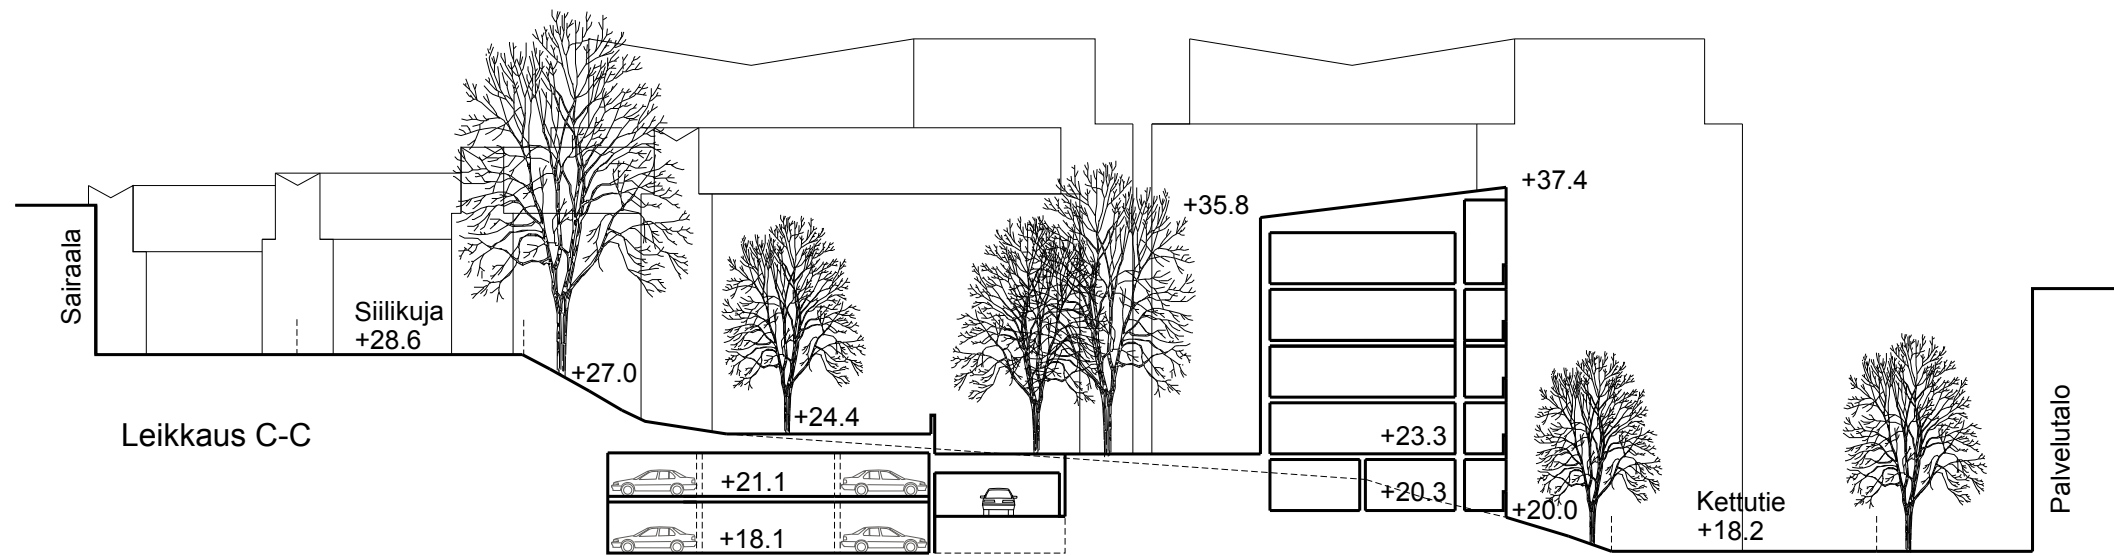 +37.4
+35.8
Sairaala
Siilikuja
+28.6
+27.0
+24.4
Leikkaus C-C
+23.3
+21.1
+20.3
+20.0
+18.1
Kettutie
+18.2
Palvelutalo